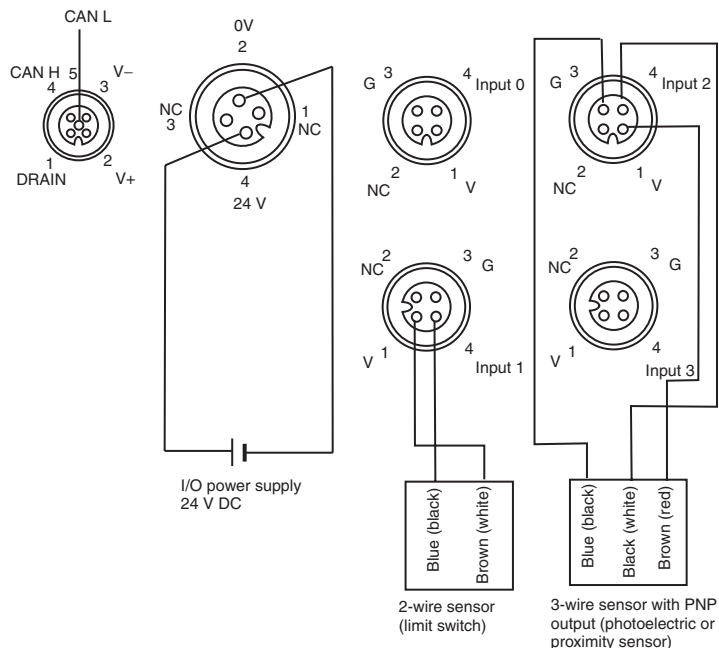 CAN L
CAN H 5 V–
4 3
1 2
DRAIN V+
0V
2
NC
3
1
NC
4
24 V
I/O power supply
24 V DC
G 3 4 Input 0
2 1
NC V
NC 2 3 G
V 1 4 Input 1
G 3 4 Input 2
2 1
NC V
NC 2 3 G
V 1 4
Input 3
Blue (black)
Brown (white)
2-wire sensor
(limit switch)
Blue (black)
Black (white)
Brown (red)
3-wire sensor with PNP
output (photoelectric or
proximity sensor)